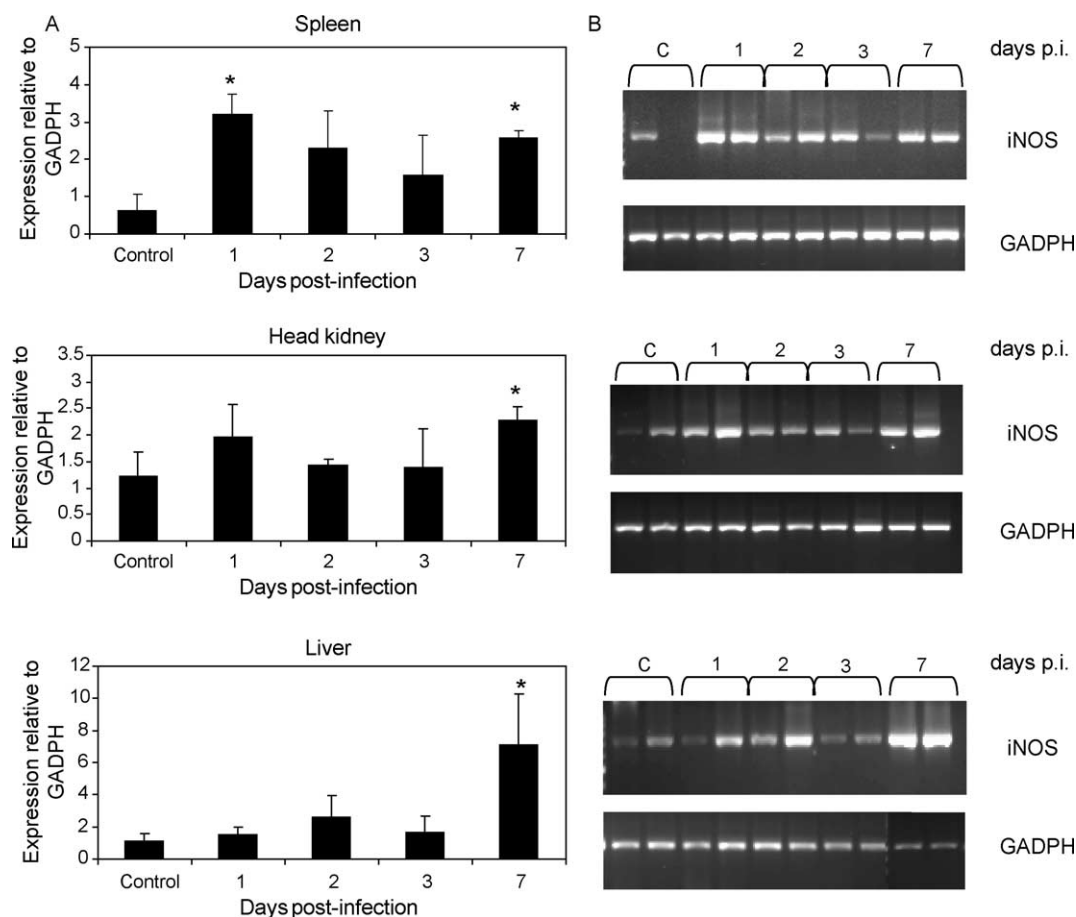 A
Spleen
Expression relative to
GADPH
5
4
3
2
1
0
*
*
Control 1 2 3 7
Days post-infection
Head kidney
Expression relative to
GADPH
3.5
3
2.5
2
1.5
1
0.5
0
*
Control 1 2 3 7
Days post-infection
Liver
Expression relative to
GADPH
12
10
8
6
4
2
0
*
Control 1 2 3 7
Days post-infection
B
C 1 2 3 7 days p.i.
iNOS
GADPH
C 1 2 3 7 days p.i.
iNOS
GADPH
C 1 2 3 7 days p.i.
iNOS
GADPH